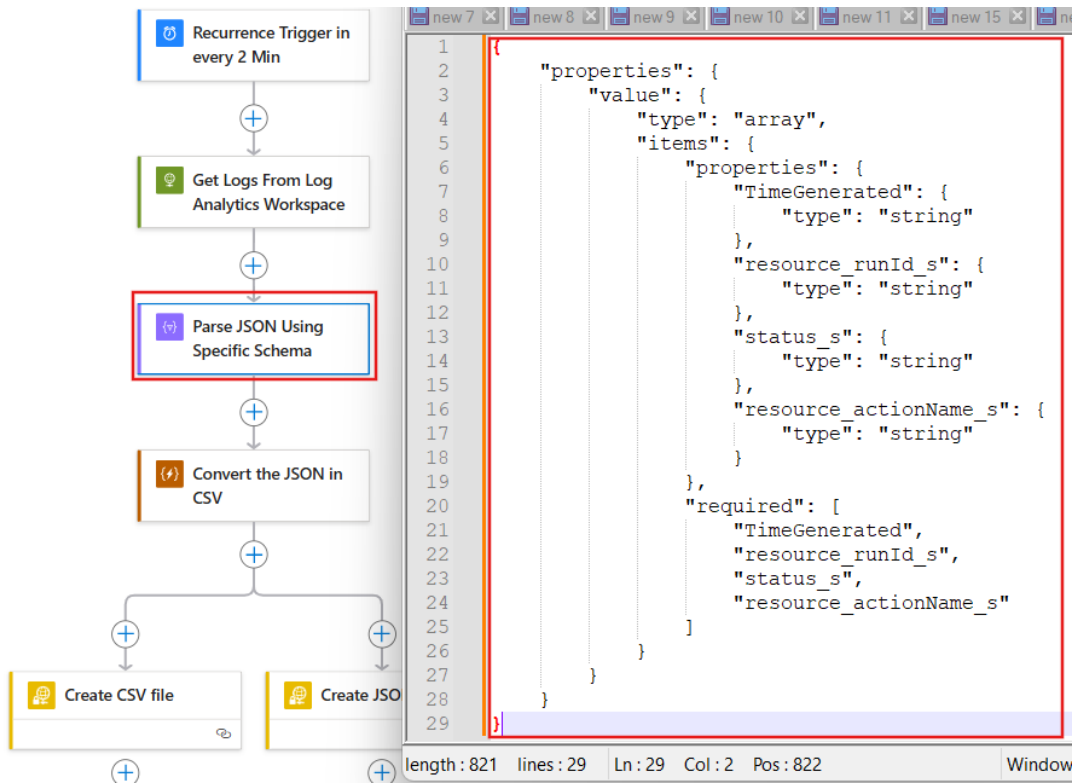 Recurrence Trigger in
every 2 Min
Get Logs From Log
Analytics Workspace
Parse JSON Using
Specific Schema
Convert the JSON in
CSV
Create CSV file
Create JSO
new 7 new 8 new 9 new 10 new 11 new 15
1 {
2 "properties": {
3 "value": {
4 "type": "array",
5 "items": {
6 "properties": {
7 "TimeGenerated": {
8 "type": "string"
9 },
10 "resource_runId_s": {
11 "type": "string"
12 },
13 "status_s": {
14 "type": "string"
15 },
16 "resource_actionName_s": {
17 "type": "string"
18 }
19 },
20 "required": [
21 "TimeGenerated",
22 "resource_runId_s",
23 "status_s",
24 "resource_actionName_s"
25 ]
26 }
27 }
28 }
29 }
length : 821 lines : 29 Ln : 29 Col : 2 Pos : 822 Window